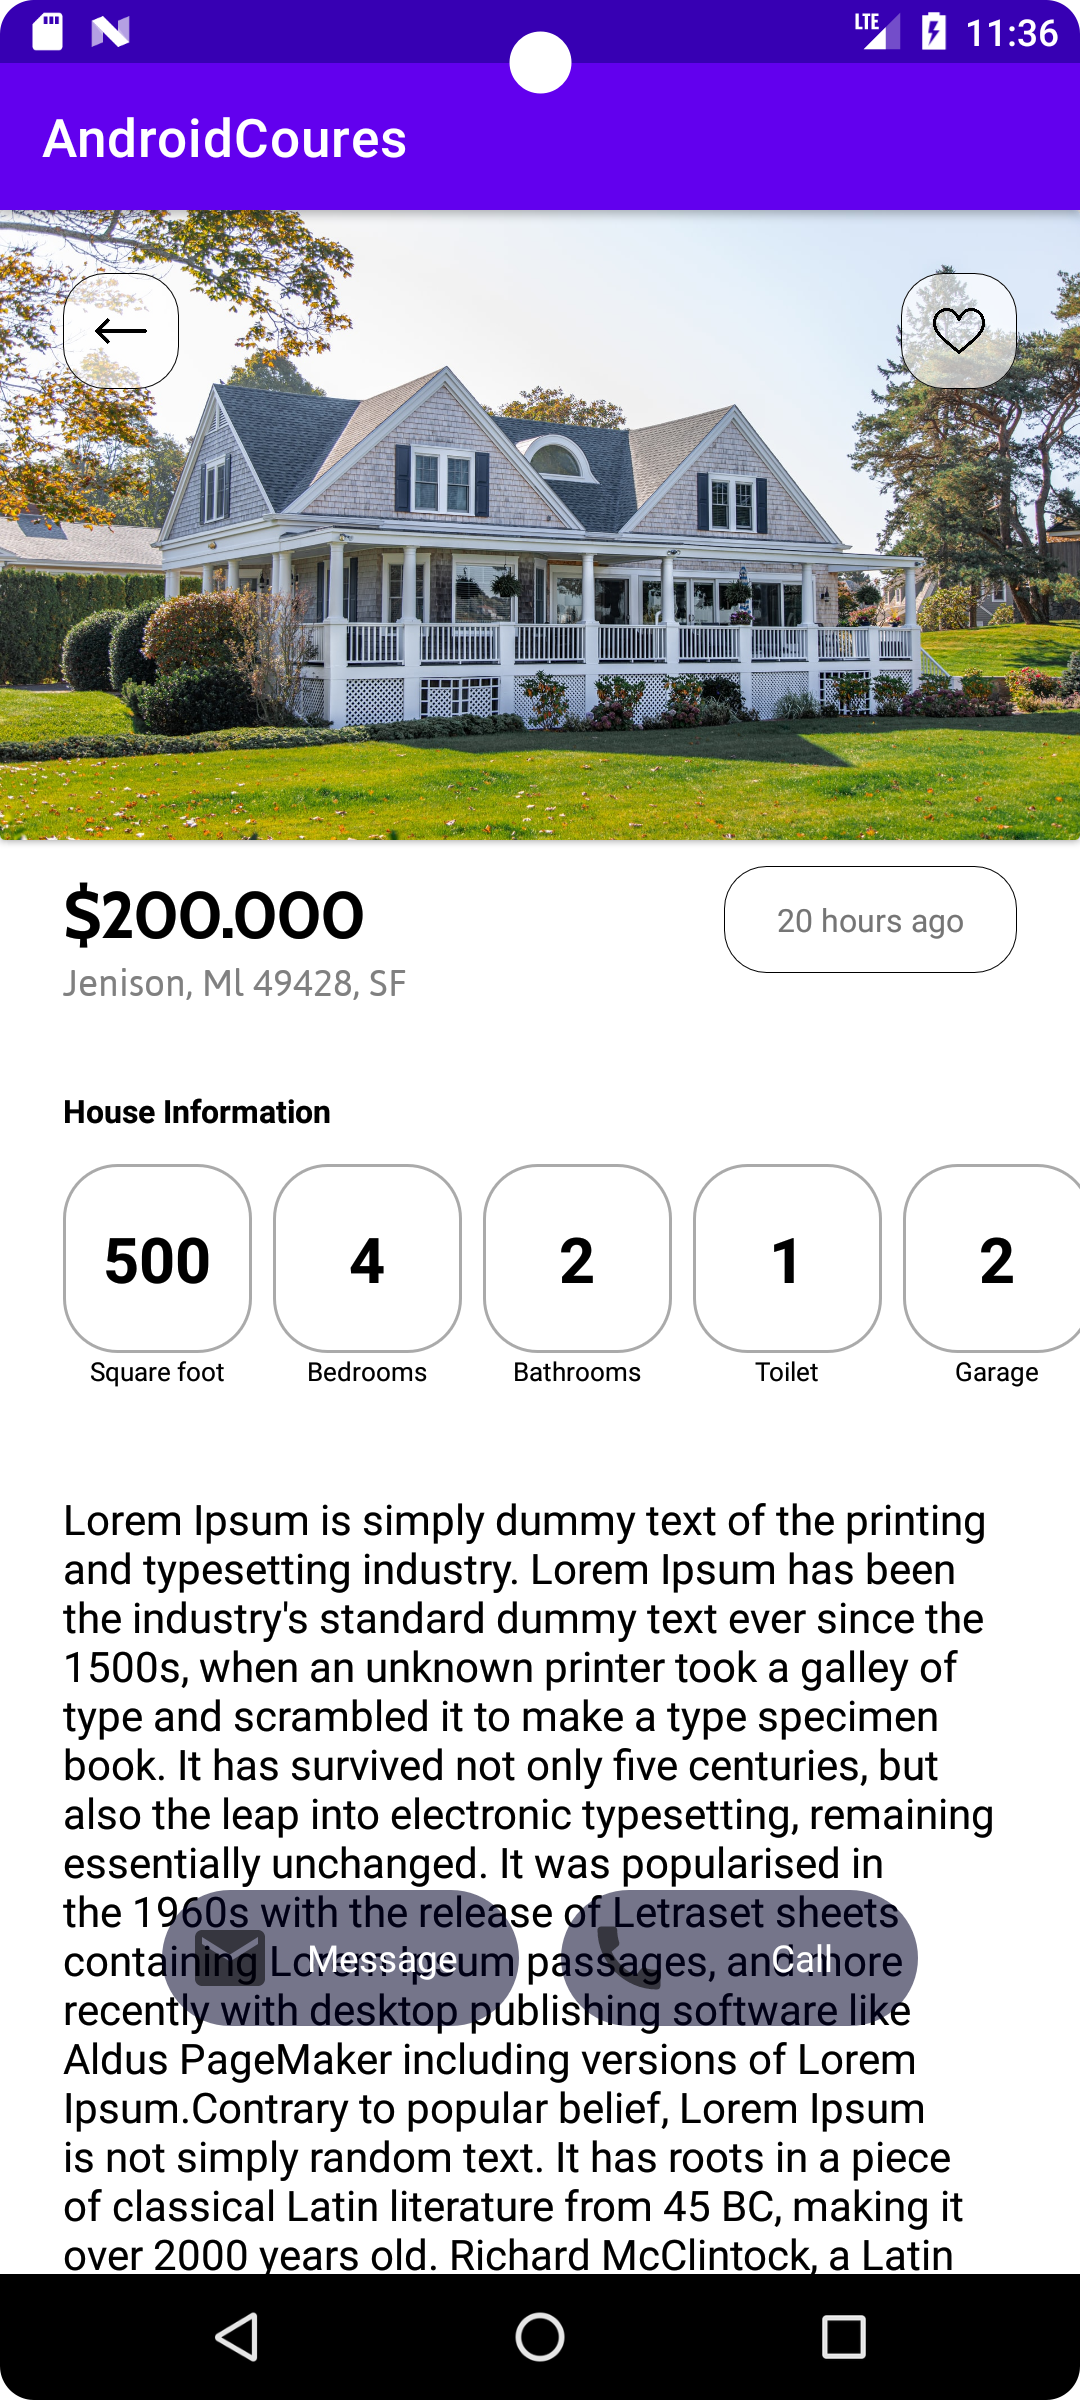 LTE 11:36
AndroidCoures
$200.000
20 hours ago
Jenison, Ml 49428, SF
House Information
500 4 2 1 2
Square foot Bedrooms Bathrooms Toilet Garage
Lorem Ipsum is simply dummy text of the printing
and typesetting industry. Lorem Ipsum has been
the industry's standard dummy text ever since the
1500s, when an unknown printer took a galley of
type and scrambled it to make a type specimen
book. It has survived not only five centuries, but
also the leap into electronic typesetting, remaining
essentially unchanged. It was popularised in
the 1960s with the release of Letraset sheets
containing Lorem Ipsum passages, and more
Message Call
recently with desktop publishing software like
Aldus PageMaker including versions of Lorem
Ipsum.Contrary to popular belief, Lorem Ipsum
is not simply random text. It has roots in a piece
of classical Latin literature from 45 BC, making it
over 2000 years old. Richard McClintock, a Latin